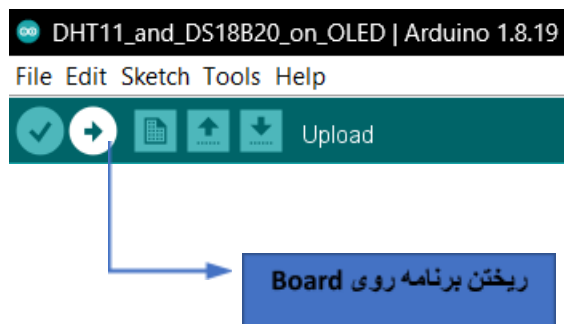 DHT11_and_DS18B20_on_OLED | Arduino 1.8.19
File Edit Sketch Tools Help
Upload
ریختن برنامه روی Board